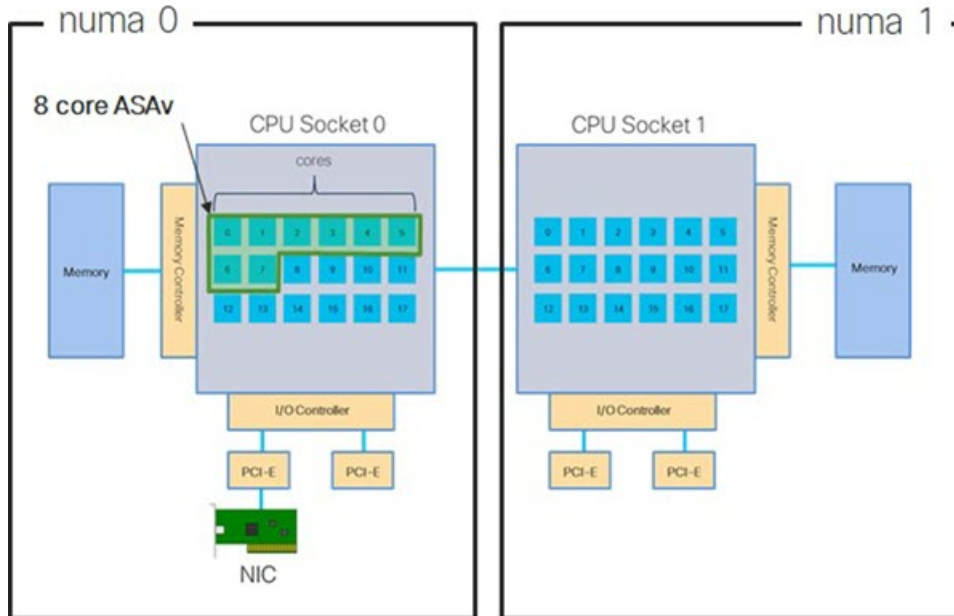 numa 0
numa 1
8 core ASAv
CPU Socket 0
CPU Socket 1
cores
Memory
Memory Controller
0 1 2 3 4 5
6 7 8 9 10 11
12 13 14 15 16 17
0 1 2 3 4 5
6 7 8 9 10 11
12 13 14 15 16 17
Memory Controller
Memory
I/O Controller
I/O Controller
PCI-E
PCI-E
PCI-E
PCI-E
NIC